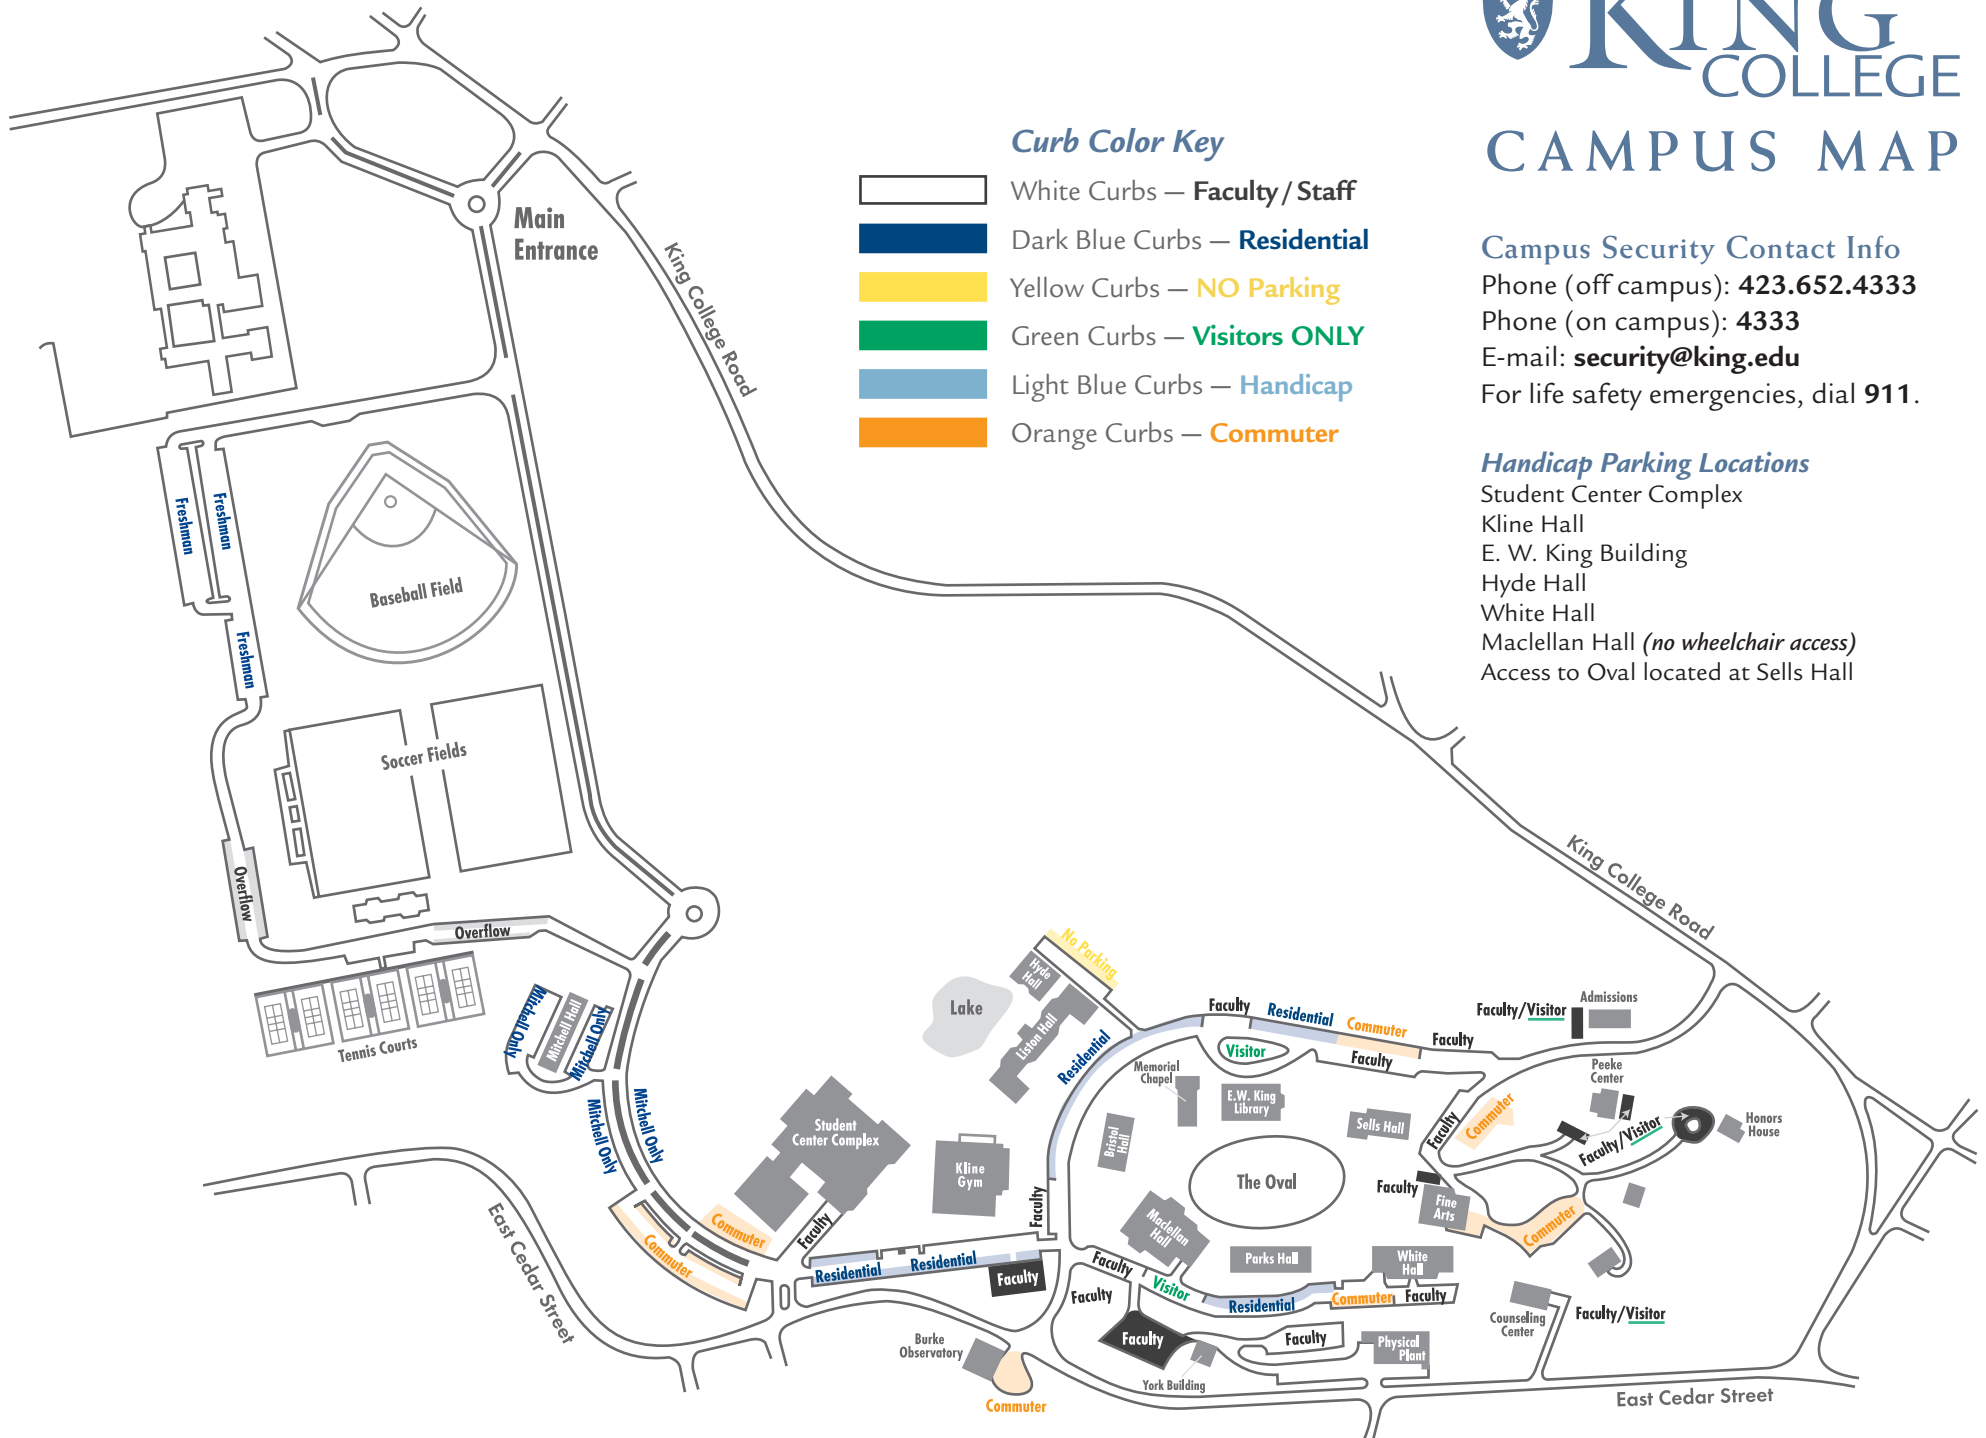 KING
COLLEGE
CAMPUS MAP
Curb Color Key
White Curbs — Faculty/Staff
Dark Blue Curbs — Residential
Yellow Curbs — NO Parking
Green Curbs — Visitors ONLY
Light Blue Curbs — Handicap
Orange Curbs — Commuter
Campus Security Contact Info
Phone (off campus): 423.652.4333
Phone (on campus): 4333
E-mail: security@king.edu
For life safety emergencies, dial 911.
Handicap Parking Locations
Student Center Complex
Kline Hall
E. W. King Building
Hyde Hall
White Hall
Maclellan Hall (no wheelchair access)
Access to Oval located at Sells Hall
Main
Entrance
King College Road
Freshman
Freshman
Freshman
Baseball Field
Soccer Fields
Overflow
Overflow
Tennis Courts
Mitchell Only
Mitchell Hall
Mitchell Only
Mitchell Only
Mitchell Only
East Cedar Street
Commuter
Commuter
Student
Center Complex
Faculty
Kline
Gym
Lake
Hyde
Hall
No Parking
Liston Hall
Residential
Faculty
Residential
Residential
Faculty
Burke
Observatory
Commuter
Faculty
Residential
Commuter
Faculty
Faculty
Visitor
Memorial
Chapel
E.W. King
Library
Sells Hall
Bristol
Hall
The Oval
Maclellan
Hall
Parks Hall
White
Hall
Faculty
Visitor
Residential
Commuter
Faculty
Faculty
Faculty
York Building
Faculty
Physical
Plant
King College Road
Faculty/Visitor
Admissions
Peeke
Center
Faculty
Commuter
Faculty/Visitor
Honors
House
Faculty
Fine
Arts
Commuter
Counseling
Center
Faculty/Visitor
East Cedar Street